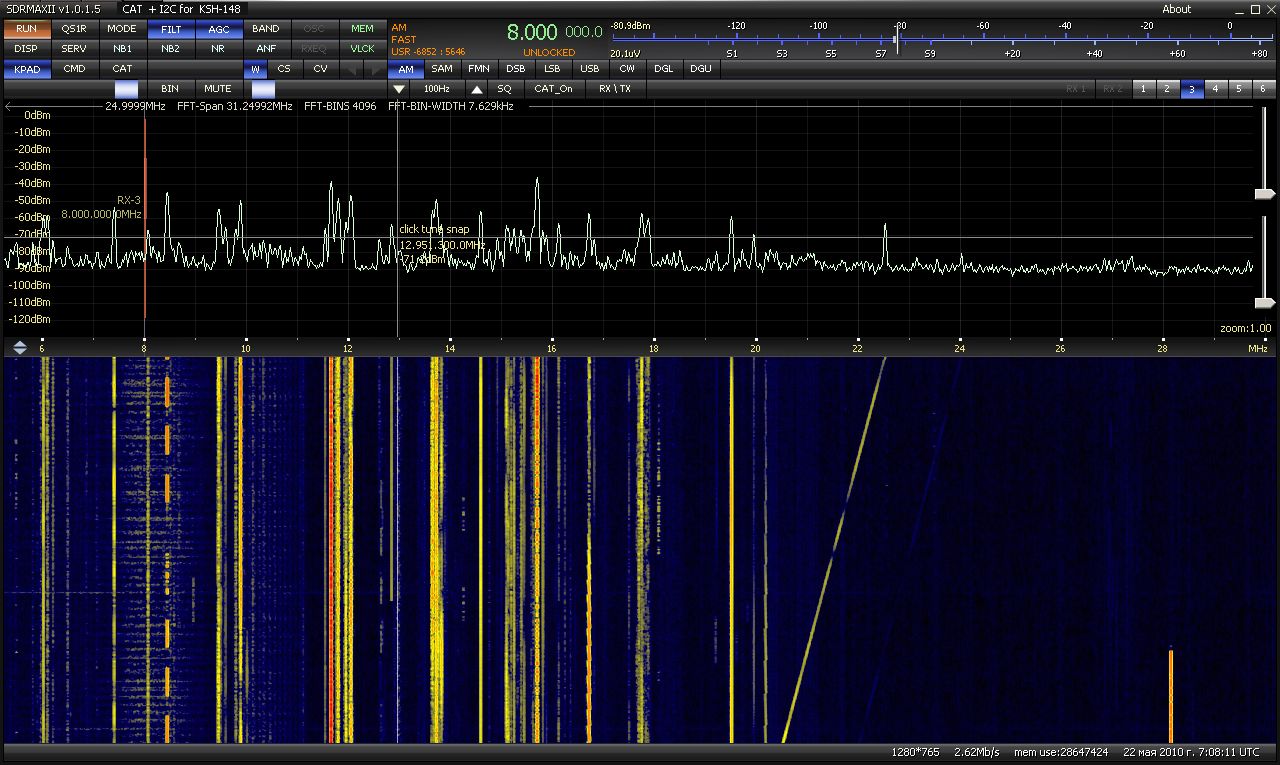 SDRMAXII v1.0.1.5 CAT + I2C for KSH-148 About
RUN QS1R MODE FILT AGC BAND OSC MEM
AM
8.000 000.0
-80.9dBm -120 -100 -80 -60 -40 -20 0
FAST
DISP SERV NB1 NB2 NR ANF RXEQ VLCK
USR -6852 : 5646 UNLOCKED
20.1uV S1 S3 S5 S7 S9 +20 +40 +60 +80
KPAD CMD CAT W CS CV AM SAM FMN DSB LSB USB CW DGL DGU
BIN MUTE 100Hz SQ CAT_On RX \ TX RX 1 RX 2 1 2 3 4 5 6
24.9999MHz FFT-Span 31.24992MHz FFT-BINS 4096 FFT-BIN-WIDTH 7.629kHz
0dBm
-10dBm
-20dBm
-30dBm
-40dBm
-50dBm
RX-3
-60dBm
8.000.000.0MHz
-70dBm
click tune snap
-80dBm
12.951.300.0MHz
-90dBm
-100dBm
-110dBm
-120dBm
zoom:1.00
6 8 10 12 14 16 18 20 22 24 26 28 MHz
1280*765 2.62Mb/s mem use:28647424 22 мая 2010 г. 7:08:11 UTC